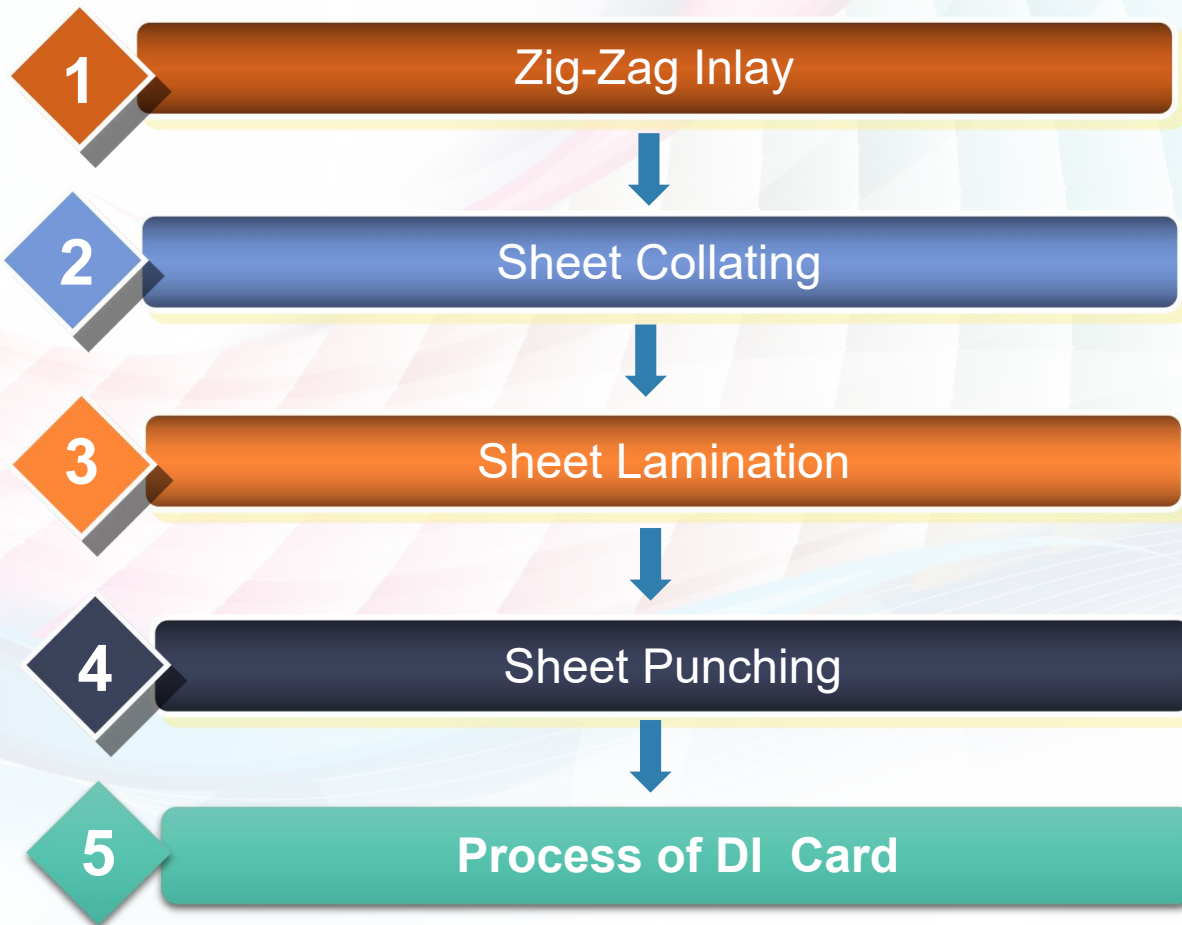 1 Zig-Zag Inlay
2 Sheet Collating
3 Sheet Lamination
4 Sheet Punching
5 Process of DI  Card